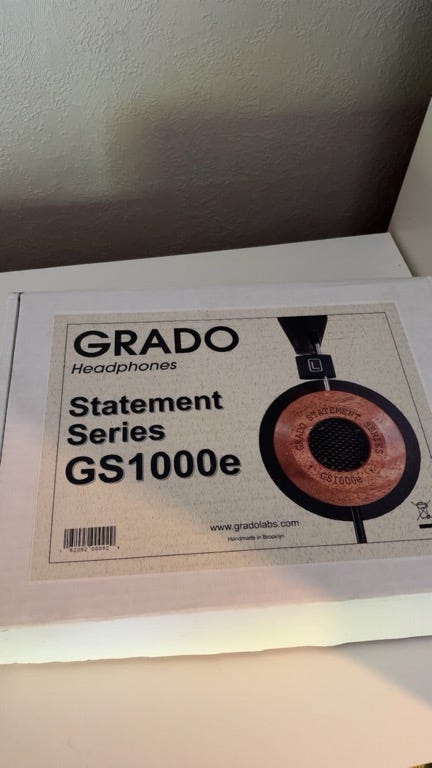 GRADO
Headphones
Statement
Series
GS1000e
L
GRADO STATEMENT SERIES
GS1000e
www.gradolabs.com
Handmade in Brooklyn